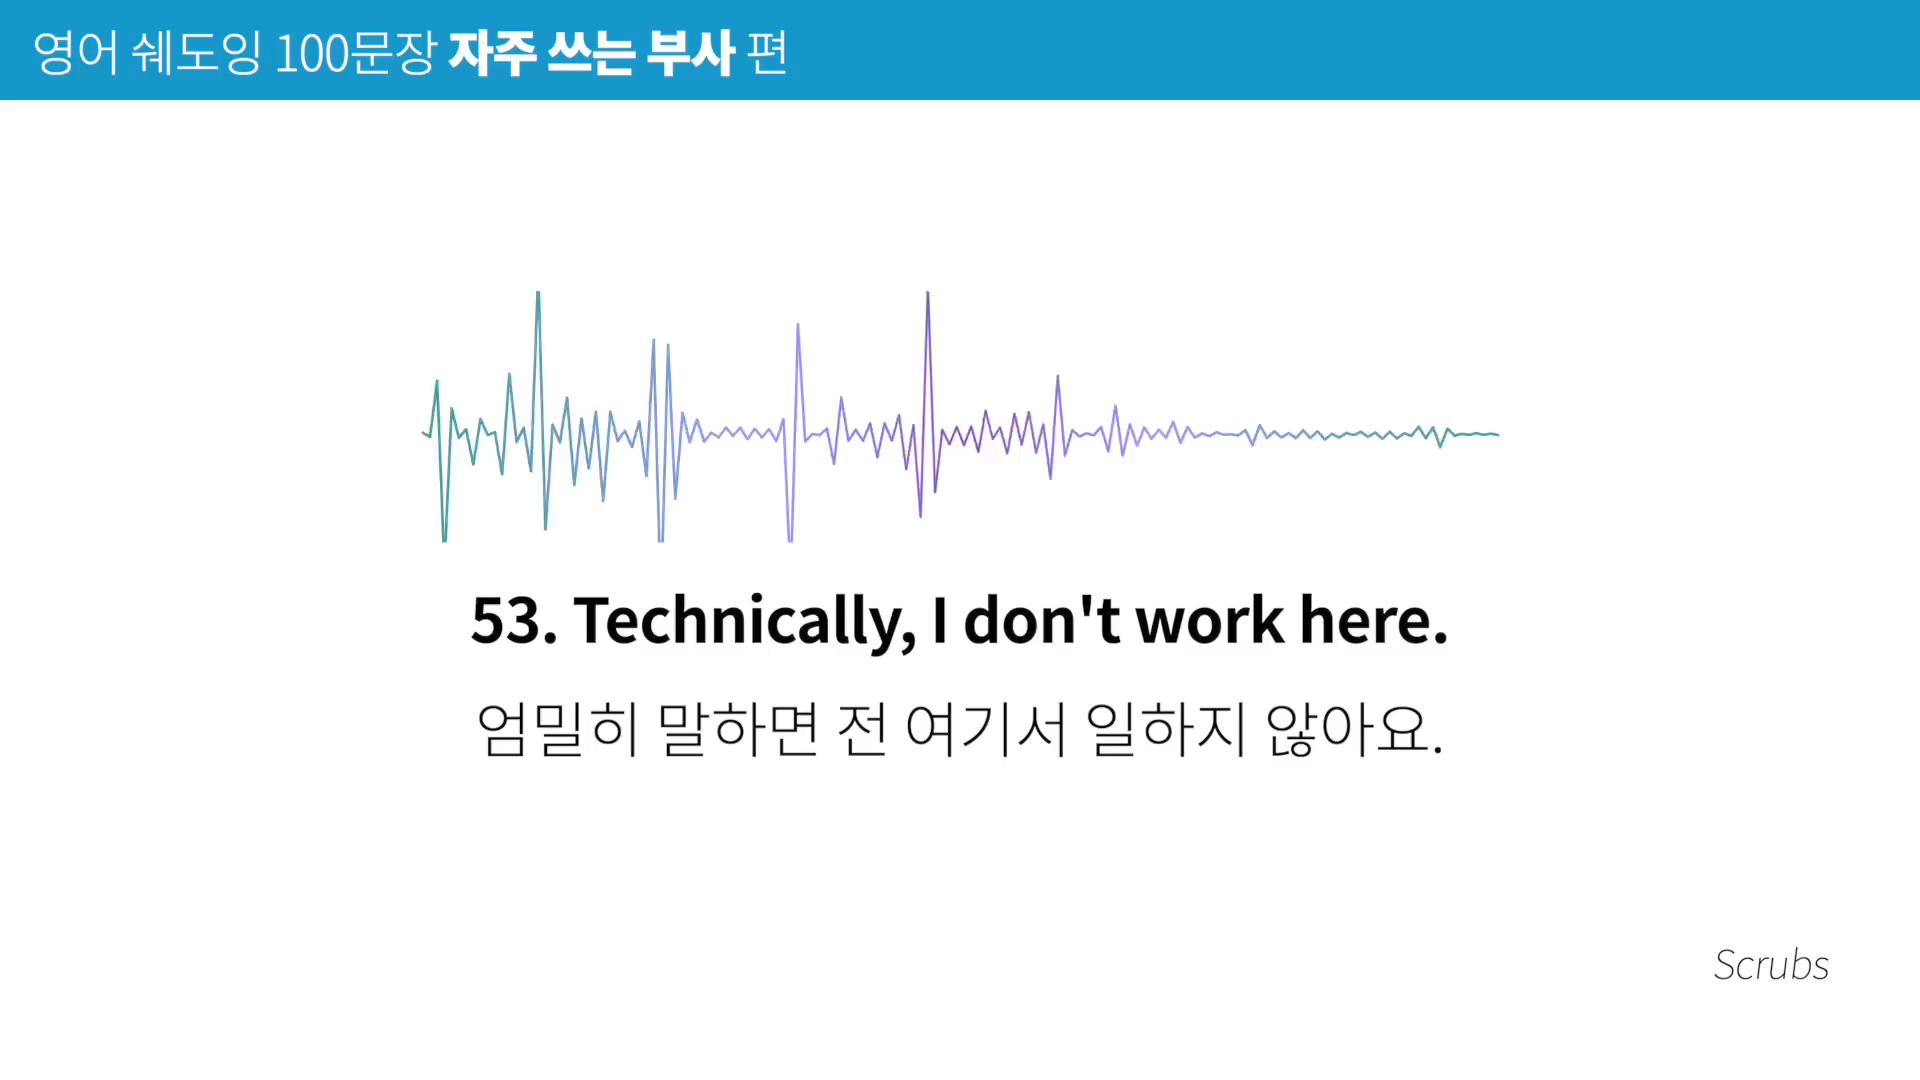 영어 쉐도잉 100문장 자주 쓰는 부사 편
53. Technically, I don't work here.
엄밀히 말하면 전 여기서 일하지 않아요.
Scrubs